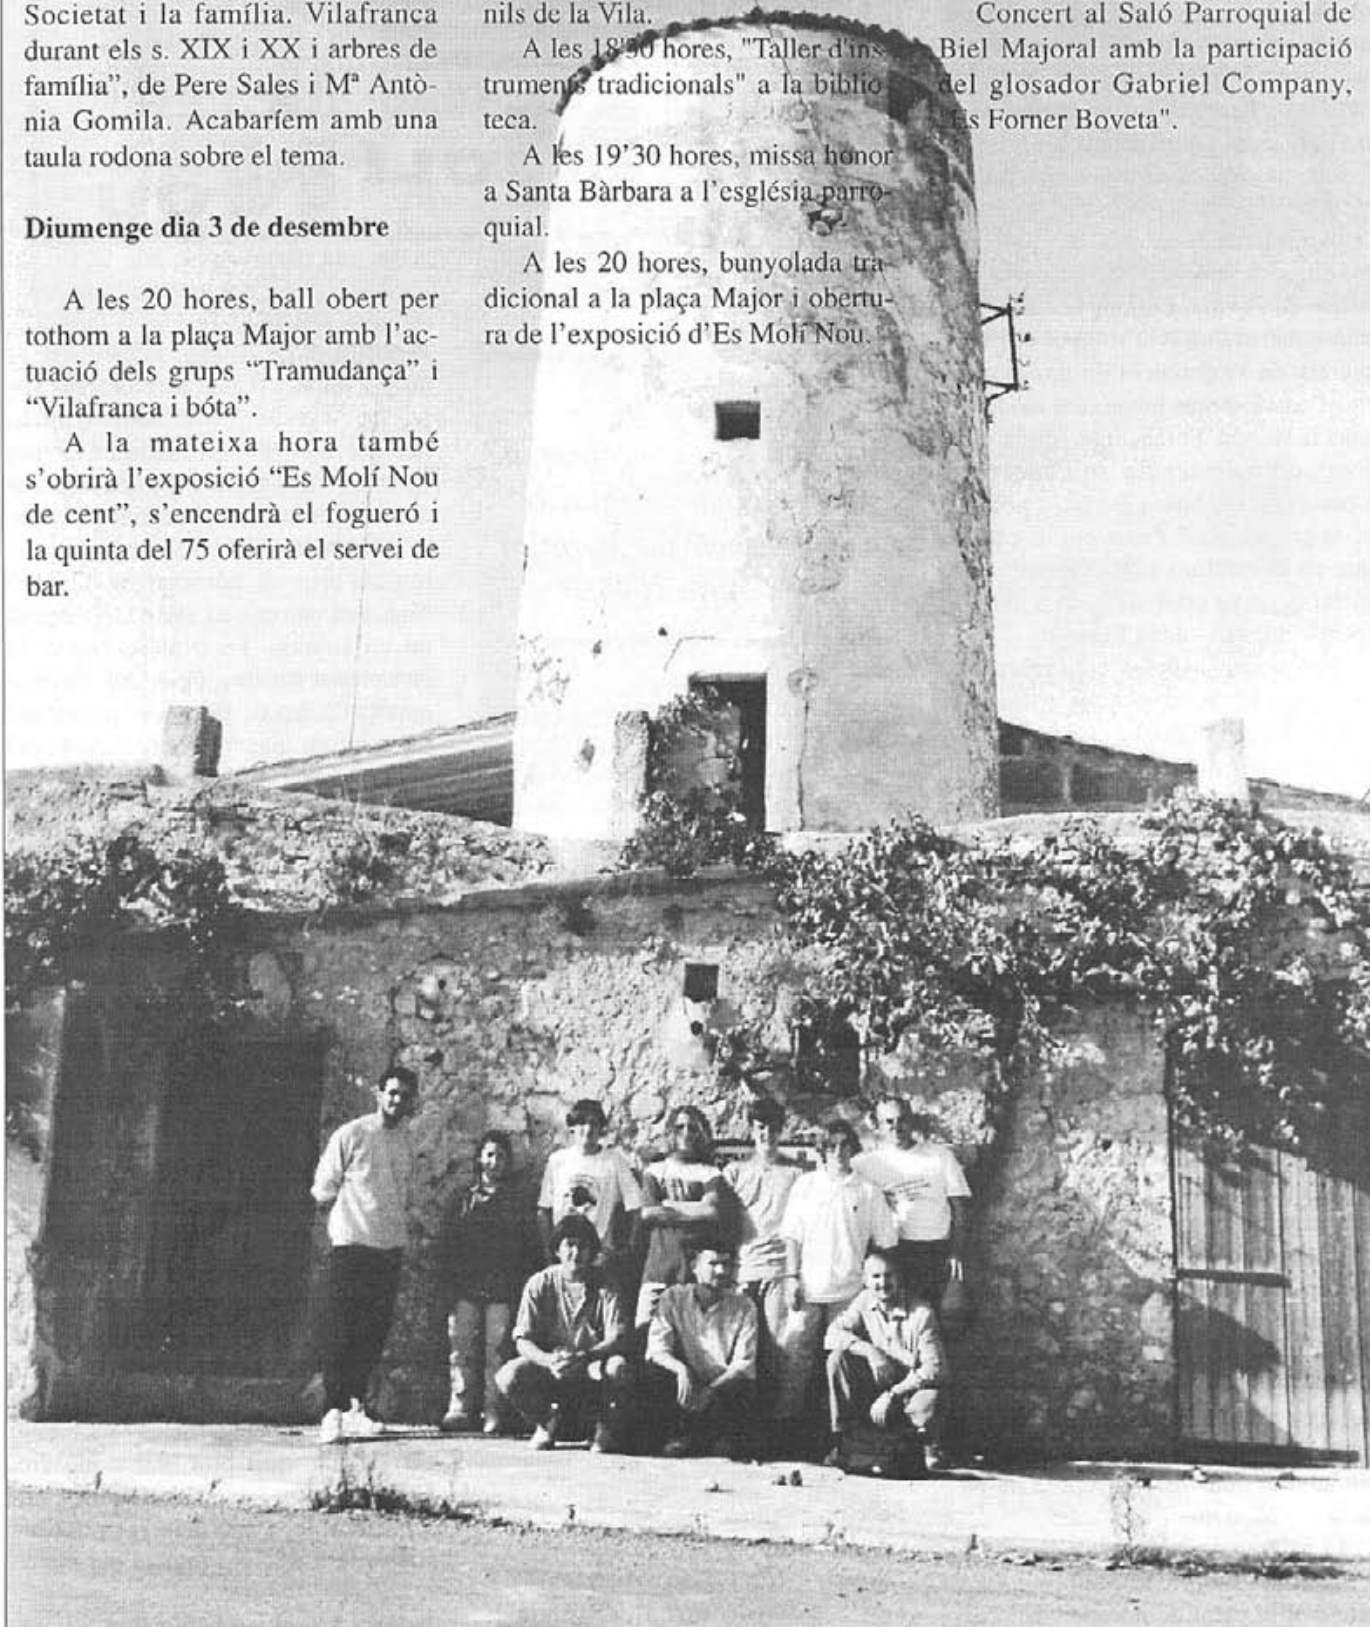 Societat i la família. Vilafranca
durant els s. XIX i XX i arbres de
família”, de Pere Sales i Mª Antò-
nia Gomila. Acabaríem amb una
taula rodona sobre el tema.
Diumenge dia 3 de desembre
A les 20 hores, ball obert per
tothom a la plaça Major amb l’ac-
tuació dels grups “Tramudança” i
“Vilafranca i bóta”.
A la mateixa hora també
s’obrirà l’exposició “Es Molí Nou
de cent”, s’encendrà el fogueró i
la quinta del 75 oferirà el servei de
bar.
nils de la Vila.
A les hores, "Taller d'ins
truments tradicionals" a la biblio
teca.
A les 19’30 hores, missa honor
a Santa Bàrbara a l’església parro-
quial.
A les 20 hores, bunyolada tra-
dicional a la plaça Major i obertu-
ra de l’exposició d’Es Molí Nou.
Concert al Saló Parroquial de
Biel Majoral amb la participació
del glosador Gabriel Company,
Es Forner Boveta".